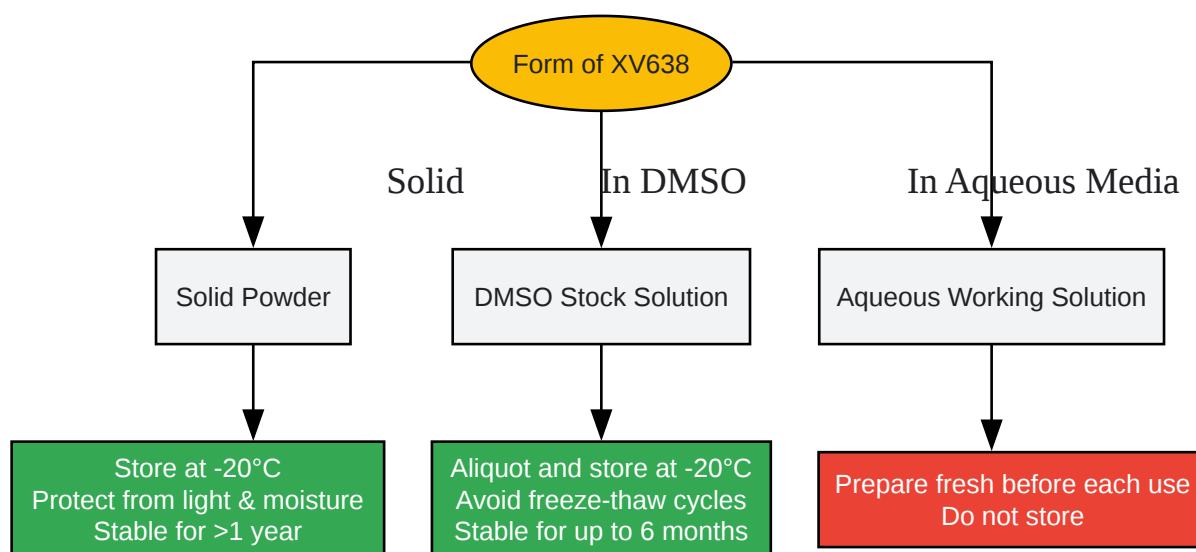 Form of XV638
Solid
In DMSO
In Aqueous Media
Solid Powder
DMSO Stock Solution
Aqueous Working Solution
Store at -20°C
Protect from light & moisture
Stable for >1 year
Aliquot and store at -20°C
Avoid freeze-thaw cycles
Stable for up to 6 months
Prepare fresh before each use
Do not store